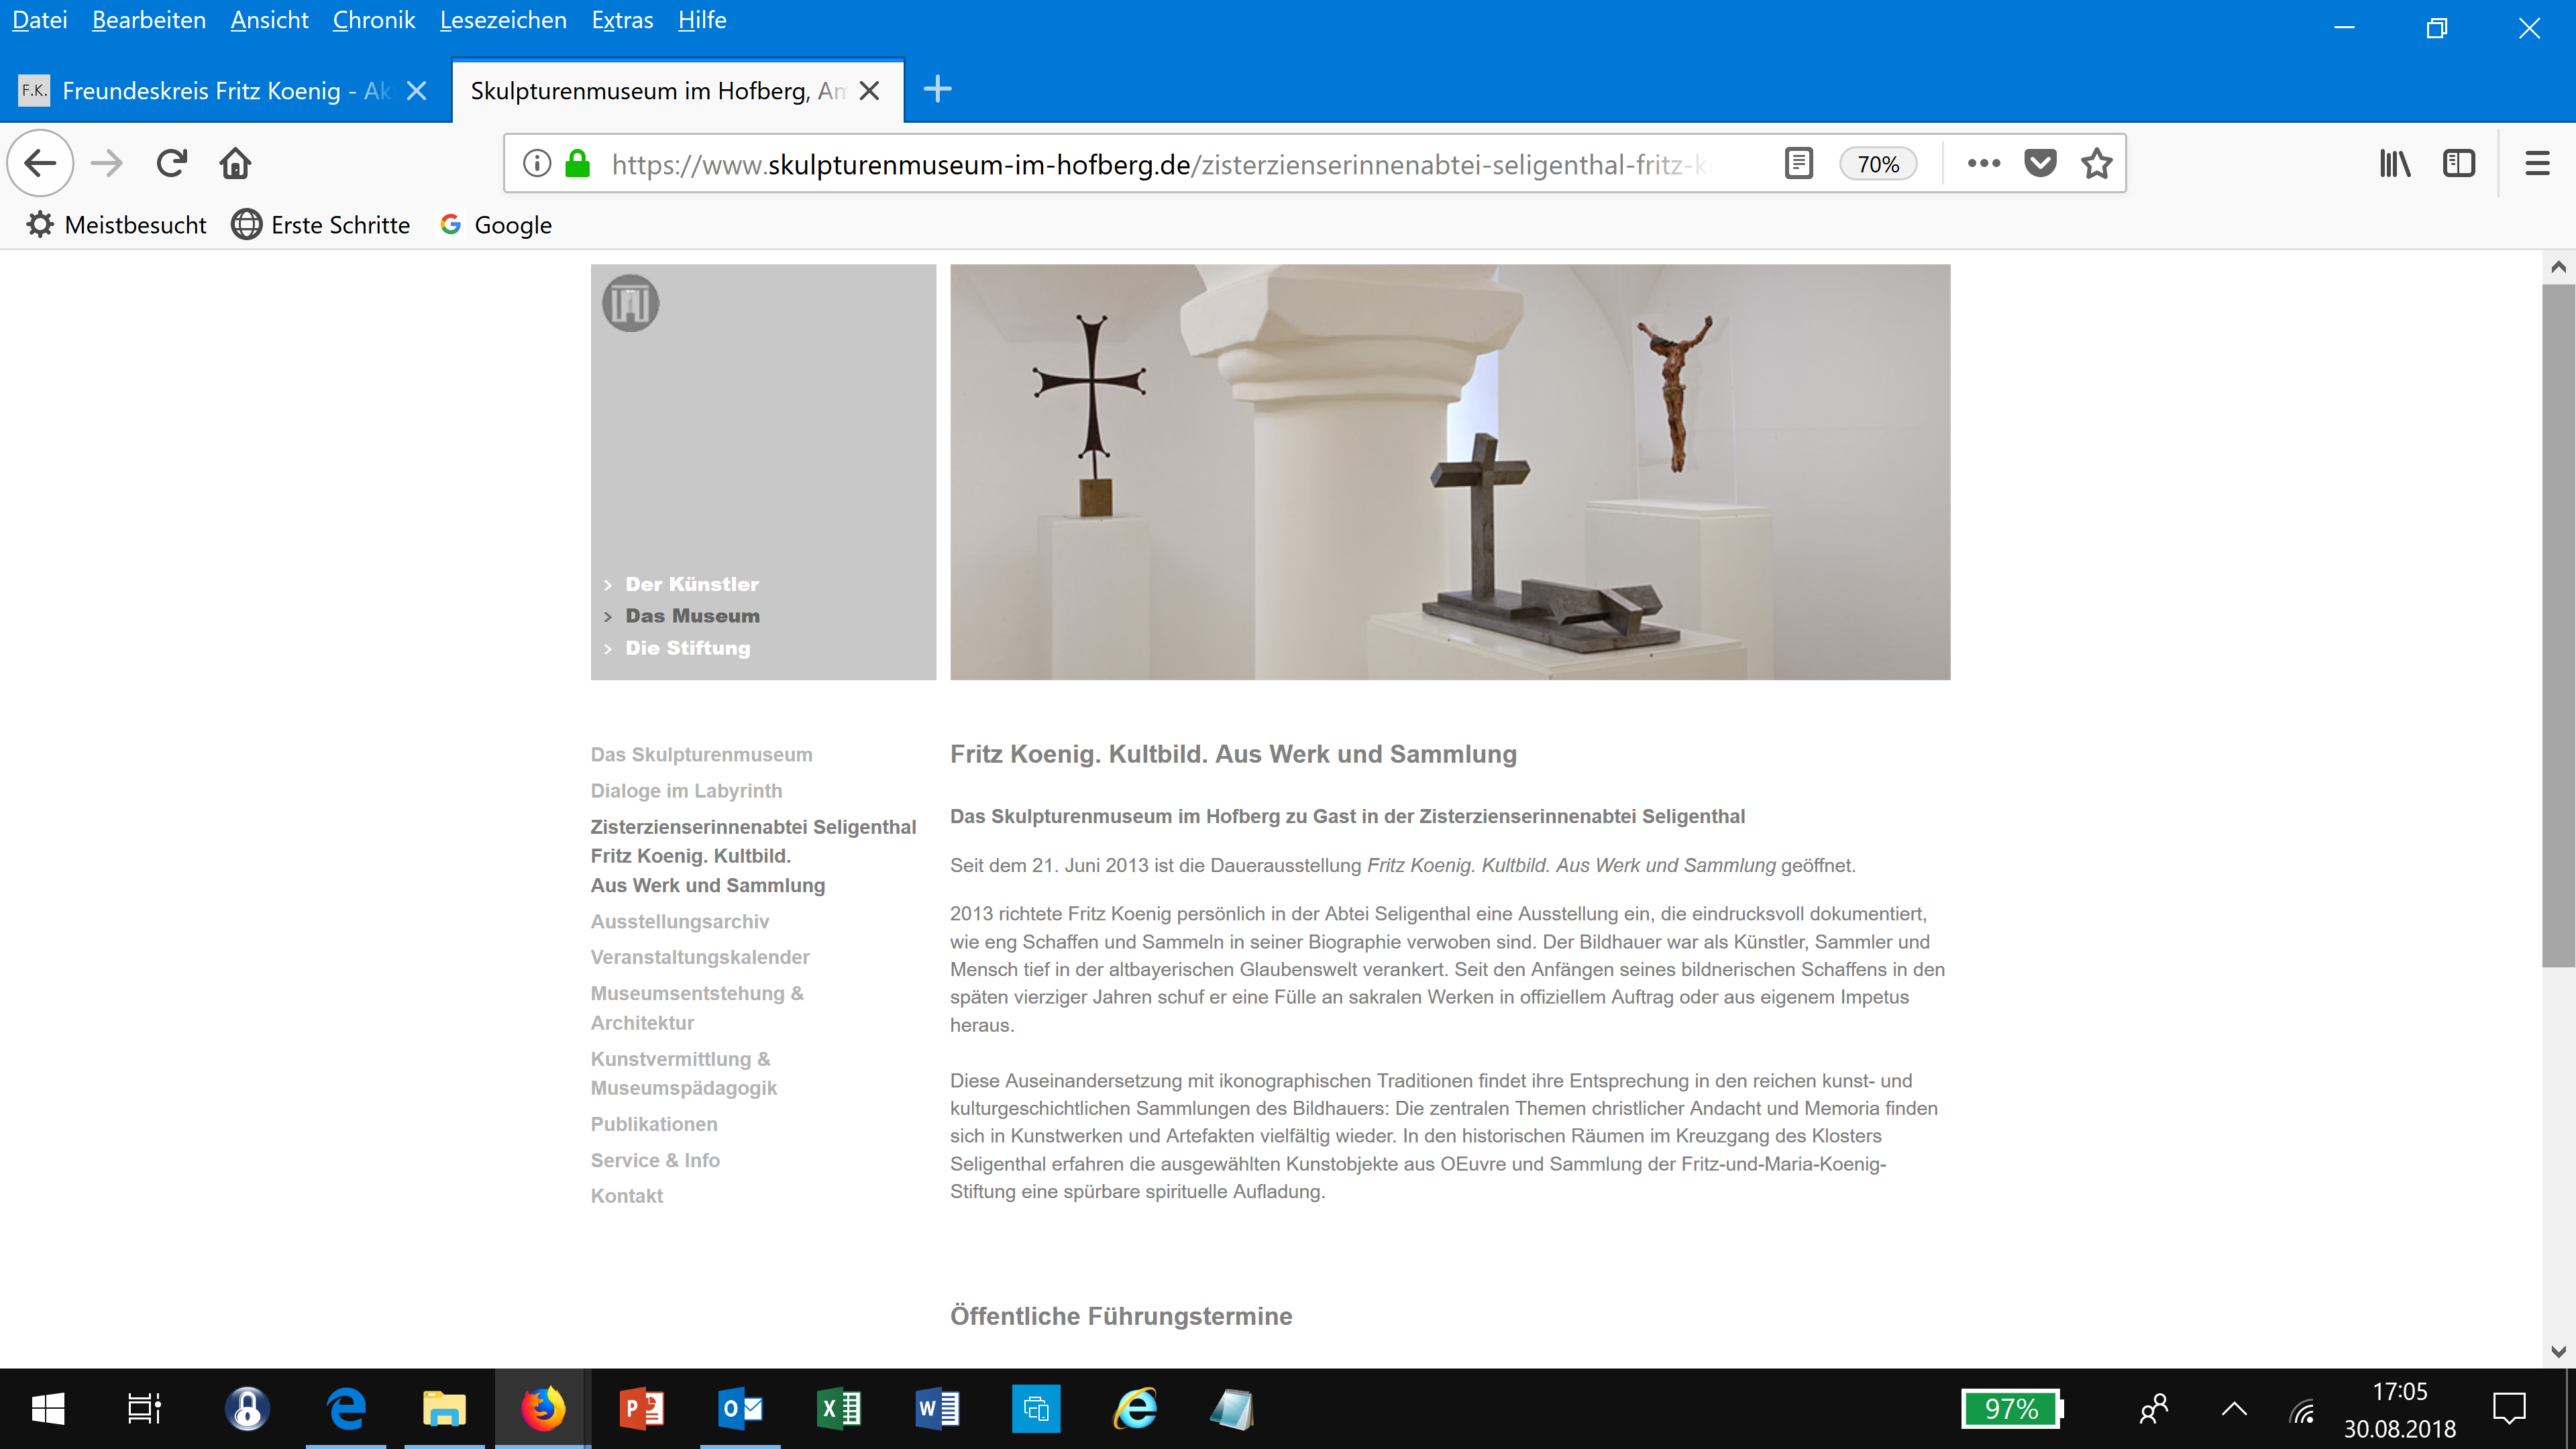 Datei Bearbeiten Ansicht Chronik Lesezeichen Extras Hilfe
F.K. Freundeskreis Fritz Koenig - Ak
Skulpturenmuseum im Hofberg, Am
https://www.skulpturenmuseum-im-hofberg.de/zisterzienserinnenabtei-seligenthal-fritz-k
70%
Meistbesucht Erste Schritte Google
Der Künstler
Das Museum
Die Stiftung
Das Skulpturenmuseum
Dialoge im Labyrinth
Zisterzienserinnenabtei Seligenthal
Fritz Koenig. Kultbild.
Aus Werk und Sammlung
Ausstellungsarchiv
Veranstaltungskalender
Museumsentstehung &
Architektur
Kunstvermittlung &
Museumspädagogik
Publikationen
Service & Info
Kontakt
Fritz Koenig. Kultbild. Aus Werk und Sammlung
Das Skulpturenmuseum im Hofberg zu Gast in der Zisterzienserinnenabtei Seligenthal
Seit dem 21. Juni 2013 ist die Dauerausstellung Fritz Koenig. Kultbild. Aus Werk und Sammlung geöffnet.
2013 richtete Fritz Koenig persönlich in der Abtei Seligenthal eine Ausstellung ein, die eindrucksvoll dokumentiert,
wie eng Schaffen und Sammeln in seiner Biographie verwoben sind. Der Bildhauer war als Künstler, Sammler und
Mensch tief in der altbayerischen Glaubenswelt verankert. Seit den Anfängen seines bildnerischen Schaffens in den
späten vierziger Jahren schuf er eine Fülle an sakralen Werken in offiziellem Auftrag oder aus eigenem Impetus
heraus.
Diese Auseinandersetzung mit ikonographischen Traditionen findet ihre Entsprechung in den reichen kunst- und
kulturgeschichtlichen Sammlungen des Bildhauers: Die zentralen Themen christlicher Andacht und Memoria finden
sich in Kunstwerken und Artefakten vielfältig wieder. In den historischen Räumen im Kreuzgang des Klosters
Seligenthal erfahren die ausgewählten Kunstobjekte aus OEuvre und Sammlung der Fritz-und-Maria-Koenig-
Stiftung eine spürbare spirituelle Aufladung.
Öffentliche Führungstermine
97%
17:05
30.08.2018